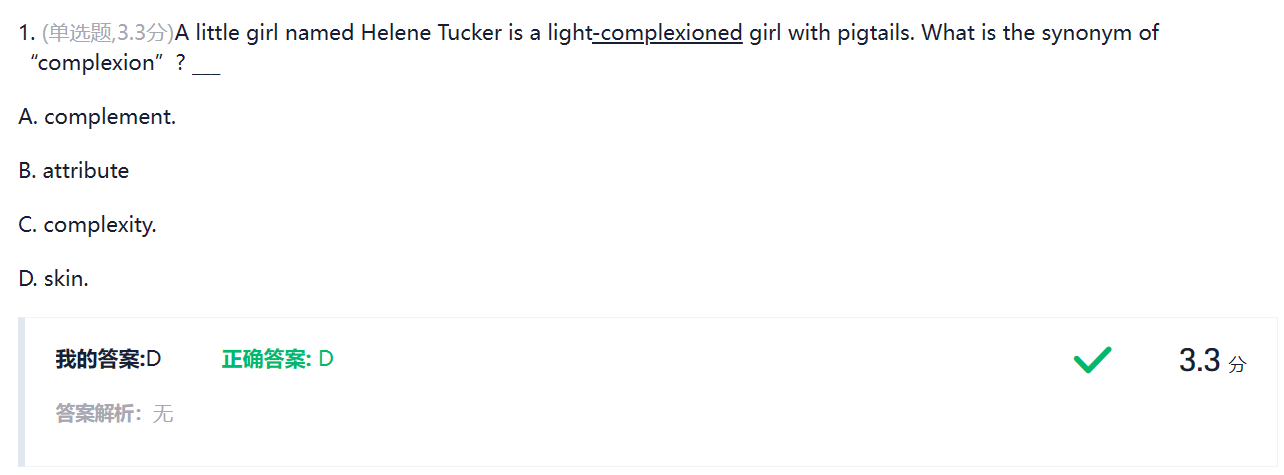 1. (单选题,3.3分)A little girl named Helene Tucker is a light-complexioned girl with pigtails. What is the synonym of
“complexion” ? ___
A. complement.
B. attribute
C. complexity.
D. skin.
我的答案:D 正确答案: D 3.3 分
答案解析：无